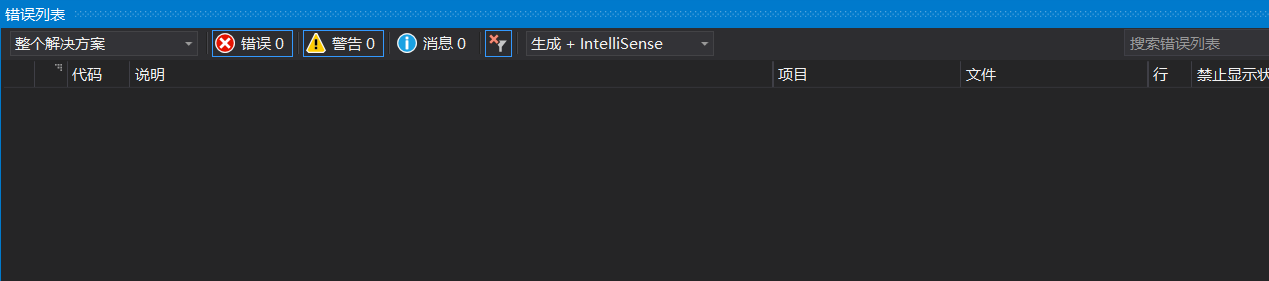 错误列表
整个解决方案 错误 0 警告 0 消息 0 生成 + IntelliSense 搜索错误列表
代码 说明 项目 文件 行 禁止显示状